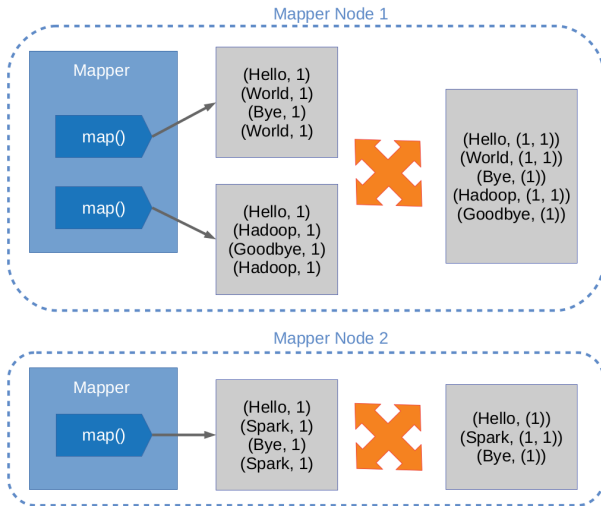 Mapper Node 1
Mapper
map()
map()
(Hello, 1)
(World, 1)
(Bye, 1)
(World, 1)
(Hello, 1)
(Hadoop, 1)
(Goodbye, 1)
(Hadoop, 1)
(Hello, (1, 1))
(World, (1, 1))
(Bye, (1))
(Hadoop, (1, 1))
(Goodbye, (1))
Mapper Node 2
Mapper
map()
(Hello, 1)
(Spark, 1)
(Bye, 1)
(Spark, 1)
(Hello, (1))
(Spark, (1, 1))
(Bye, (1))